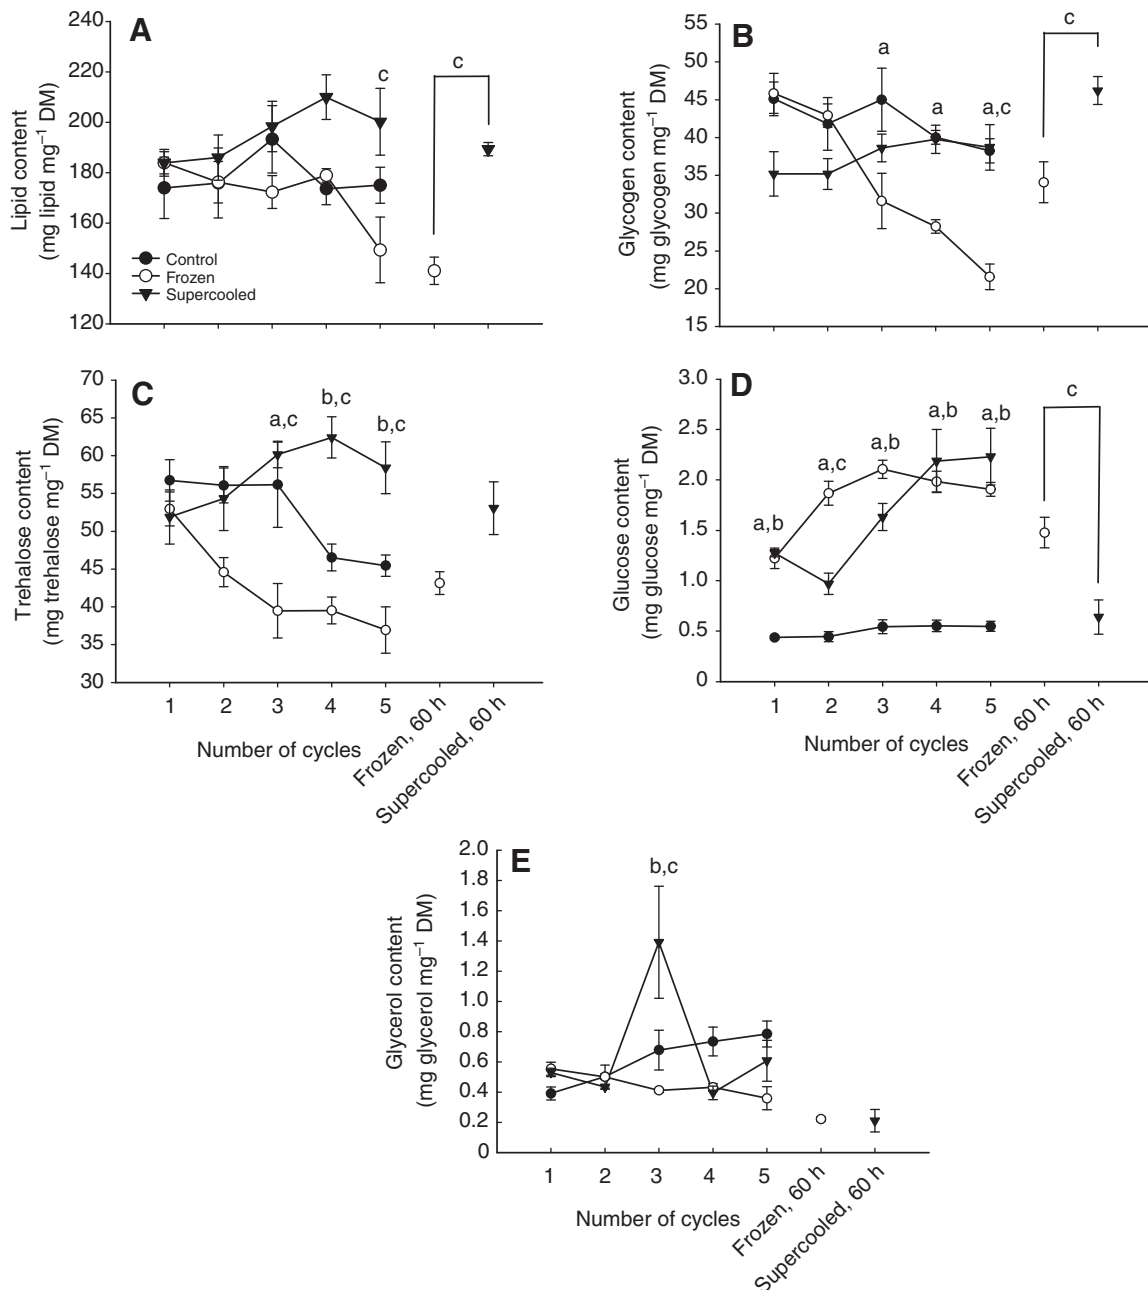 A
240
220
200
180
160
140
120
Lipid content
(mg lipid mg⁻¹ DM)
c
c
Control
Frozen
Supercooled
B
55
50
45
40
35
30
25
20
15
Glycogen content
(mg glycogen mg⁻¹ DM)
a
a
a,c
c
C
70
65
60
55
50
45
40
35
30
Trehalose content
(mg trehalose mg⁻¹ DM)
a,c
b,c
b,c
1 2 3 4 5 Frozen, 60 h Supercooled, 60 h
Number of cycles
D
3.0
2.5
2.0
1.5
1.0
0.5
0
Glucose content
(mg glucose mg⁻¹ DM)
a,b
a,c
a,b
a,b
a,b
c
1 2 3 4 5 Frozen, 60 h Supercooled, 60 h
Number of cycles
E
2.0
1.8
1.6
1.4
1.2
1.0
0.8
0.6
0.4
0.2
0
Glycerol content
(mg glycerol mg⁻¹ DM)
b,c
1 2 3 4 5 Frozen, 60 h Supercooled, 60 h
Number of cycles